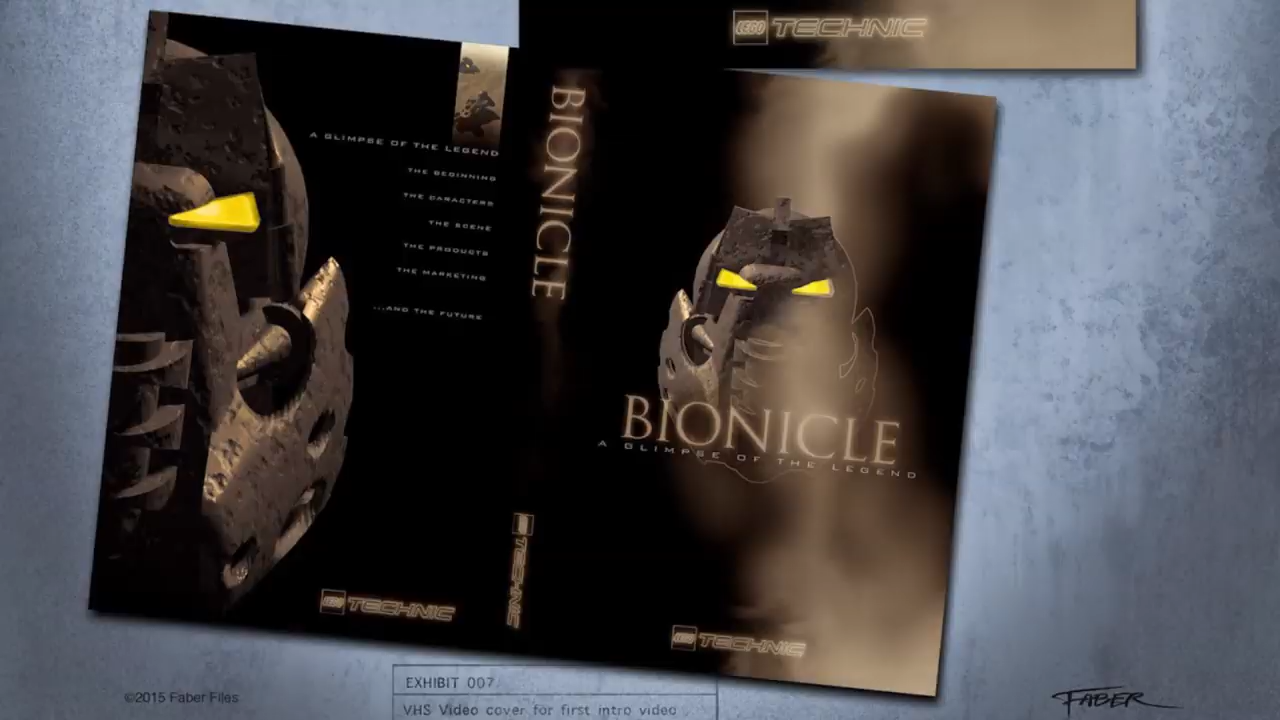 LEGO TECHNIC
A GLIMPSE OF THE LEGEND
THE BEGINNING
THE CARACTERS
THE SCENE
THE PRODUCTS
THE MARKETING
...AND THE FUTURE
LEGO TECHNIC
BIONICLE
LEGO TECHNIC
BIONICLE
A GLIMPSE OF THE LEGEND
LEGO TECHNIC
EXHIBIT 007
VHS Video cover for first intro video
©2015 Faber Files
FABER